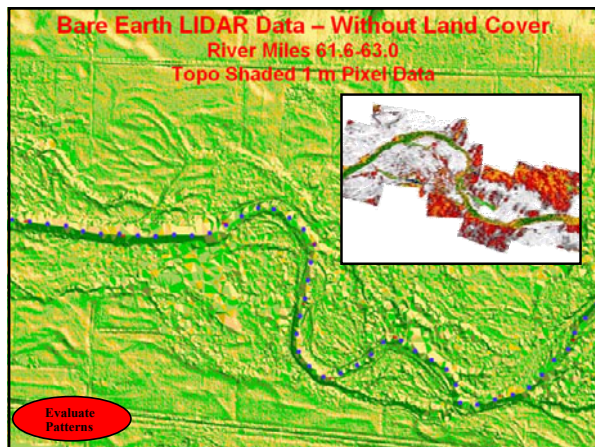 Bare Earth LIDAR Data – Without Land Cover
River Miles 61.6-63.0
Topo Shaded 1 m Pixel Data
Evaluate
Patterns